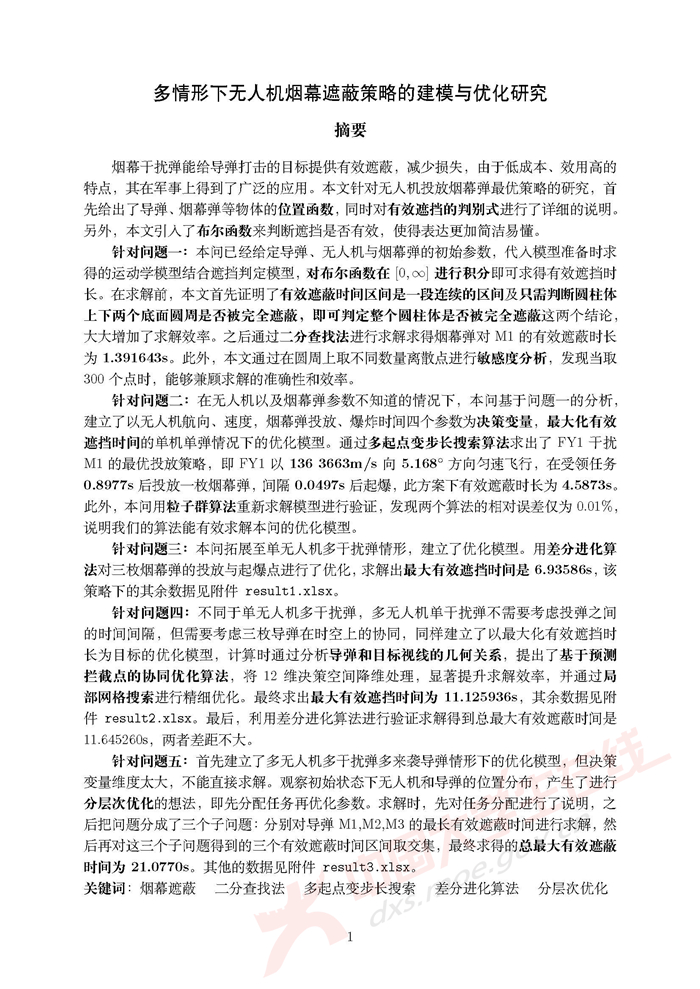 多情形下无人机烟幕遮蔽策略的建模与优化研究
摘要
烟幕干扰弹能给导弹打击的目标提供有效遮蔽，减少损失，由于低成本、效用高的
特点，其在军事上得到了广泛的应用。本文针对无人机投放烟幕弹最优策略的研究，首
先给出了导弹、烟幕弹等物体的位置函数，同时对有效遮挡的判别式进行了详细的说明。
另外，本文引入了布尔函数来判断遮挡是否有效，使得表达更加简洁易懂。
针对问题一：本问已经给定导弹、无人机与烟幕弹的初始参数，代入模型准备时求
得的运动学模型结合遮挡判定模型，对布尔函数在 [0,∞] 进行积分即可求得有效遮挡时
长。在求解前，本文首先证明了有效遮蔽时间区间是一段连续的区间及只需判断圆柱体
上下两个底面圆周是否被完全遮蔽，即可判定整个圆柱体是否被完全遮蔽这两个结论，
大大增加了求解效率。之后通过二分查找法进行求解求得烟幕弹对 M1 的有效遮蔽时长
为 1.391643s。此外，本文通过在圆周上取不同数量离散点进行敏感度分析，发现当取
300 个点时，能够兼顾求解的准确性和效率。
针对问题二：在无人机以及烟幕弹参数不知道的情况下，本问基于问题一的分析，
建立了以无人机航向、速度，烟幕弹投放、爆炸时间四个参数为决策变量，最大化有效
遮挡时间的单机单弹情况下的优化模型。通过多起点变步长搜索算法求出了 FY1 干扰
M1 的最优投放策略，即 FY1 以 136 3663m/s 向 5.168° 方向匀速飞行，在受领任务
0.8977s 后投放一枚烟幕弹，间隔 0.0497s 后起爆，此方案下有效遮蔽时长为 4.5873s。
此外，本问用粒子群算法重新求解模型进行验证，发现两个算法的相对误差仅为 0.01%，
说明我们的算法能有效求解本问的优化模型。
针对问题三：本问拓展至单无人机多干扰弹情形，建立了优化模型。用差分进化算
法对三枚烟幕弹的投放与起爆点进行了优化，求解出最大有效遮挡时间是 6.93586s，该
策略下的其余数据见附件 result1.xlsx。
针对问题四：不同于单无人机多干扰弹，多无人机单干扰弹不需要考虑投弹之间
的时间间隔，但需要考虑三枚导弹在时空上的协同，同样建立了以最大化有效遮挡时
长为目标的优化模型，计算时通过分析导弹和目标视线的几何关系，提出了基于预测
拦截点的协同优化算法，将 12 维决策空间降维处理，显著提升求解效率，并通过局
部网格搜索进行精细优化。最终求出最大有效遮挡时间为 11.125936s，其余数据见附
件 result2.xlsx。最后，利用差分进化算法进行验证求解得到总最大有效遮蔽时间是
11.645260s，两者差距不大。
针对问题五：首先建立了多无人机多干扰弹多来袭导弹情形下的优化模型，但决策
变量维度太大，不能直接求解。观察初始状态下无人机和导弹的位置分布，产生了进行
分层次优化的想法，即先分配任务再优化参数。求解时，先对任务分配进行了说明，之
后把问题分成了三个子问题：分别对导弹 M1,M2,M3 的最长有效遮蔽时间进行求解，然
后再对这三个子问题得到的三个有效遮蔽时间区间取交集，最终求得的总最大有效遮蔽
时间为 21.0770s。其他的数据见附件 result3.xlsx。
关键词：烟幕遮蔽 二分查找法 多起点变步长搜索 差分进化算法 分层次优化
dxs.moe.gov.cn
1